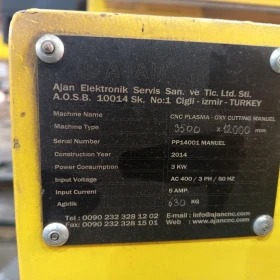 Ajan Elektronik Servis San. ve Tic. Ltd. Sti.
A.O.S.B. 10014 Sk. No:1 Cigli - izmir - TURKEY
Machine Name CNC PLASMA - OXY CUTTING MANUEL
Machine Type 3500 x 12000 mm
Serial Number PP14001 MANUEL
Construction Year 2014
Power Consumption 3 KW
Input Voltage AC 400 / 3 PH / 50 HZ
Input Current 9 AMP.
Agirlik 630 KG
Tel : 0090 232 328 12 02 E.mail : info@ajancnc.com
Fax : 0090 232 328 15 01 Web : www.ajancnc.com